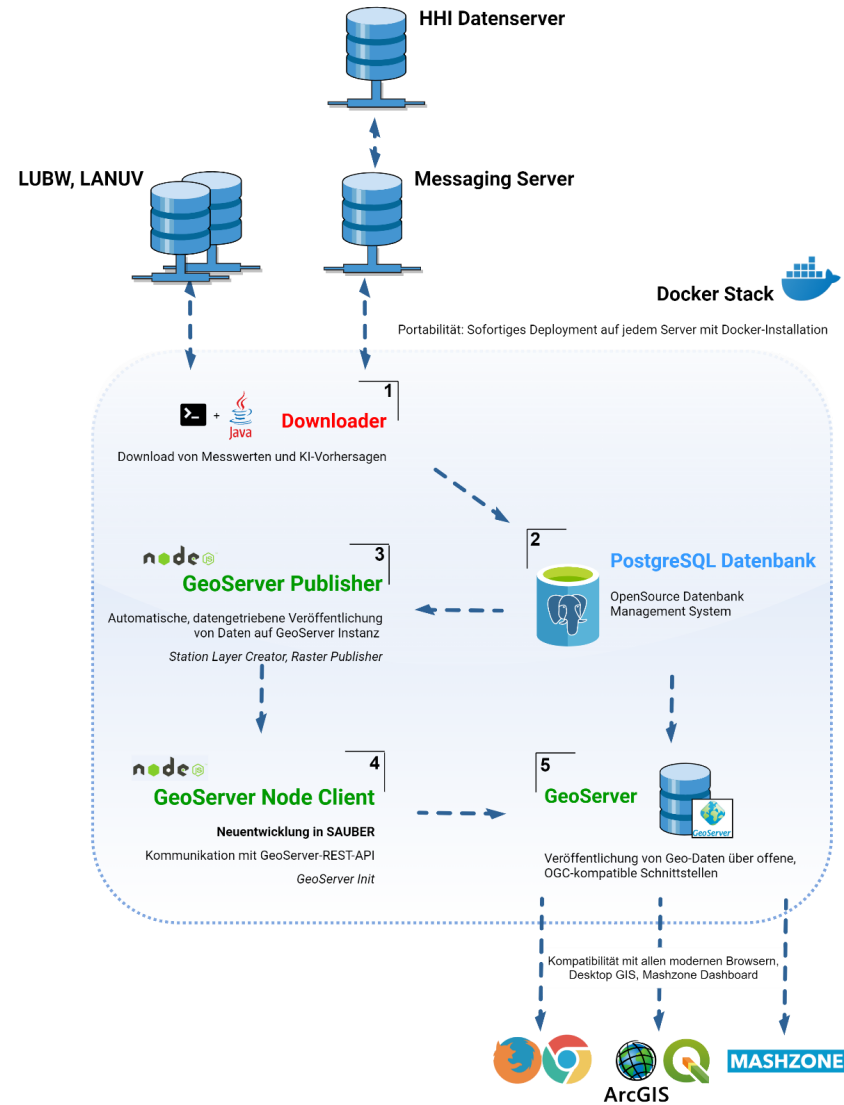 HHI Datenserver
LUBW, LANUV
Messaging Server
Docker Stack
Portabilität: Sofortiges Deployment auf jedem Server mit Docker-Installation
1
+
Java
Downloader
Download von Messwerten und KI-Vorhersagen
2
PostgreSQL Datenbank
OpenSource Datenbank
Management System
node JS
3
GeoServer Publisher
Automatische, datengetriebene Veröffentlichung
von Daten auf GeoServer Instanz
Station Layer Creator, Raster Publisher
node JS
4
GeoServer Node Client
Neuentwicklung in SAUBER
Kommunikation mit GeoServer-REST-API
GeoServer Init
5
GeoServer
GeoServer
Veröffentlichung von Geo-Daten über offene,
OGC-kompatible Schnittstellen
Kompatibilität mit allen modernen Browsern,
Desktop GIS, Mashzone Dashboard
ArcGIS
MASHZONE